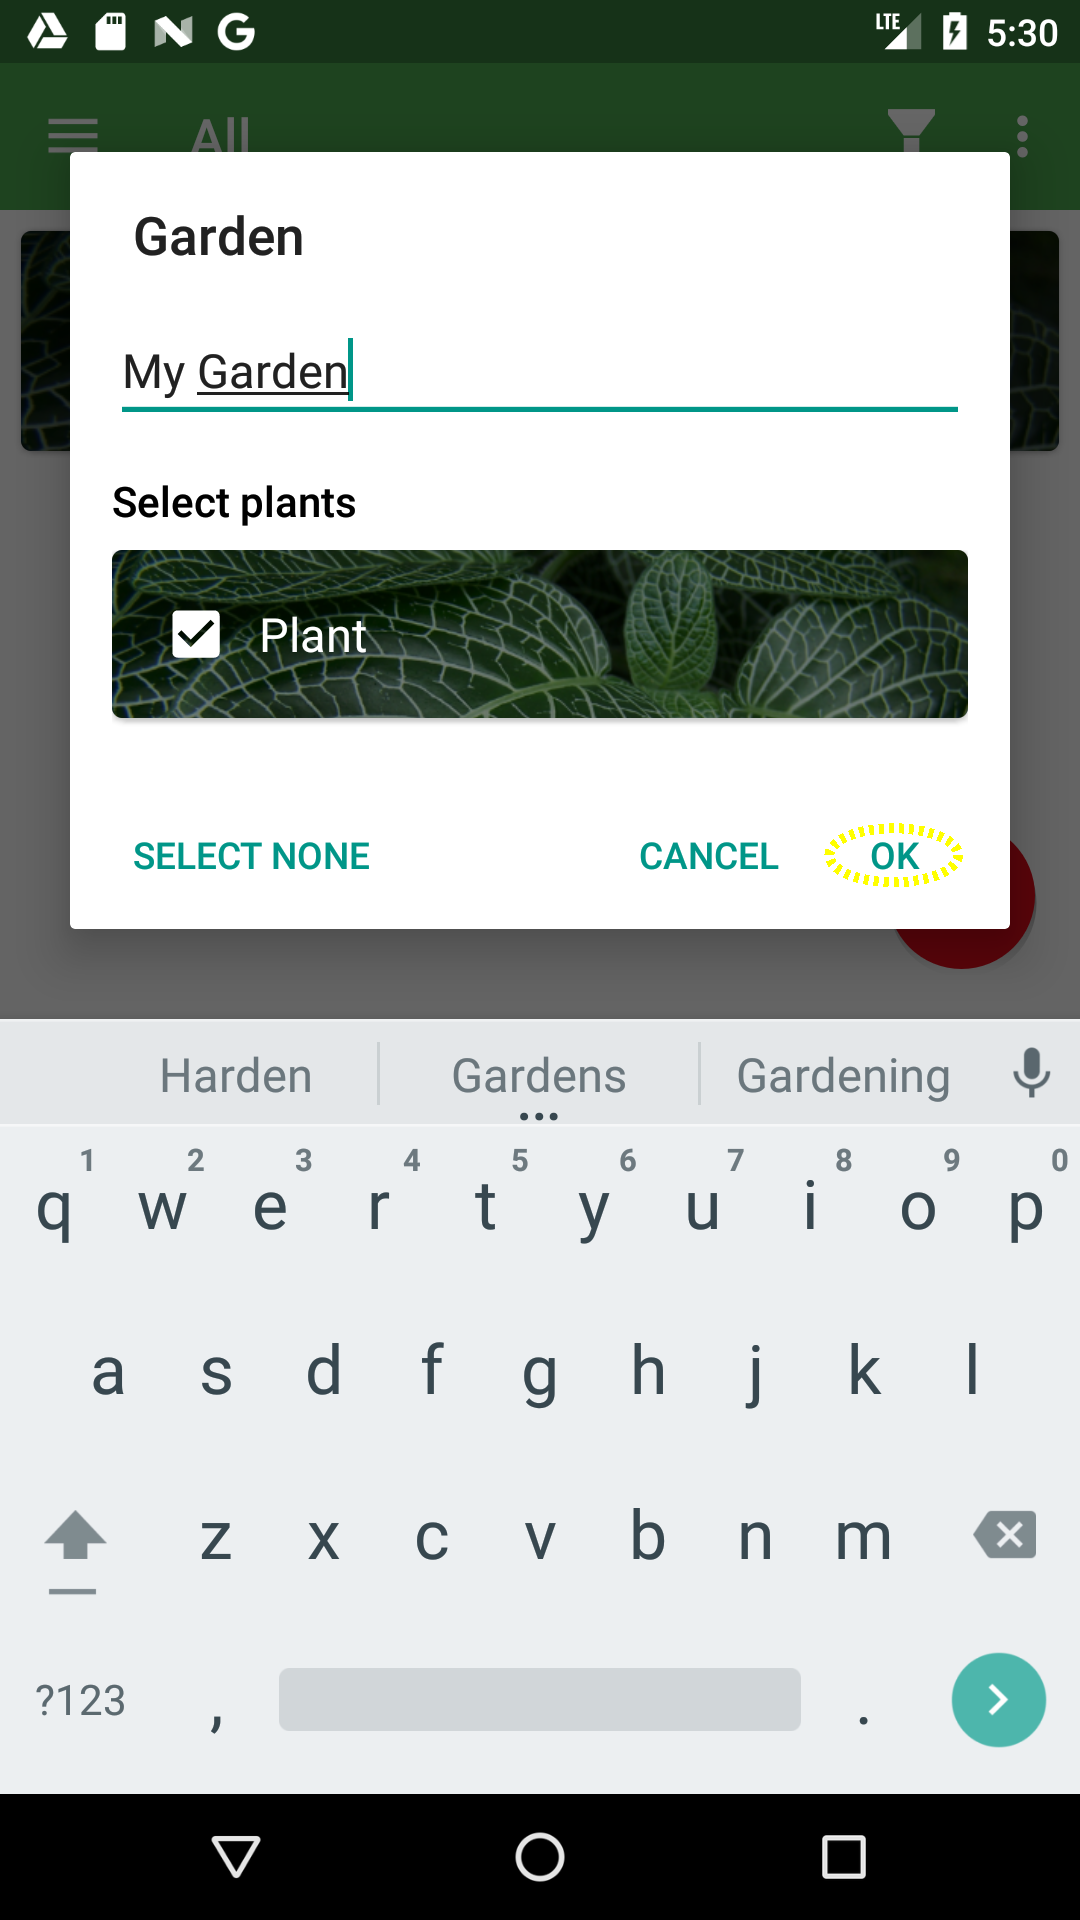 LTE 5:30
All
Garden
My Garden
Select plants
Plant
SELECT NONE CANCEL OK
Harden Gardens Gardening
1 2 3 4 5 6 7 8 9 0
q w e r t y u i o p
a s d f g h j k l
z x c v b n m
?123 , .